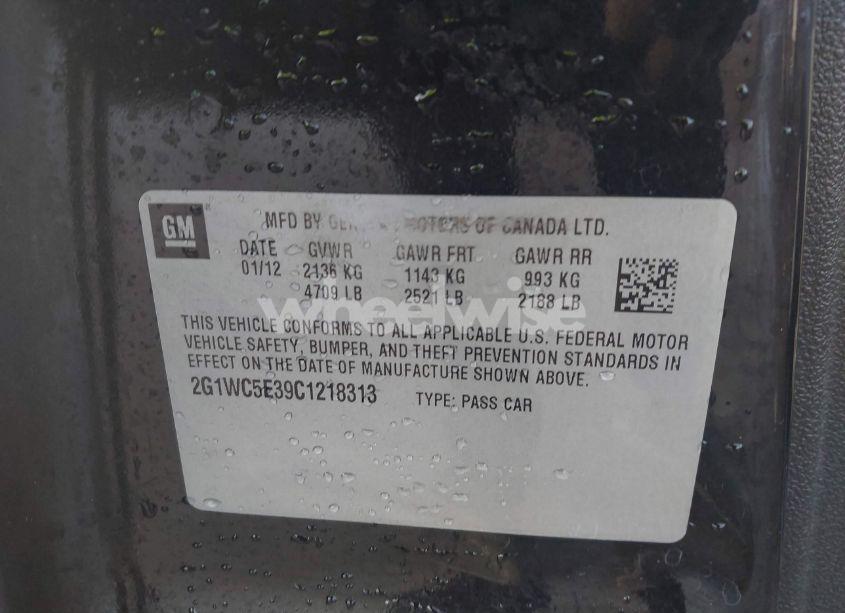 GM
MFD BY GENERAL MOTORS OF CANADA LTD.
DATE GVWR GAWR FRT GAWR RR
01/12 2136 KG 1143 KG 993 KG
4709 LB 2521 LB 2188 LB
wheelwise
THIS VEHICLE CONFORMS TO ALL APPLICABLE U.S. FEDERAL MOTOR
VEHICLE SAFETY, BUMPER, AND THEFT PREVENTION STANDARDS IN
EFFECT ON THE DATE OF MANUFACTURE SHOWN ABOVE.
2G1WC5E39C1218313 TYPE: PASS CAR